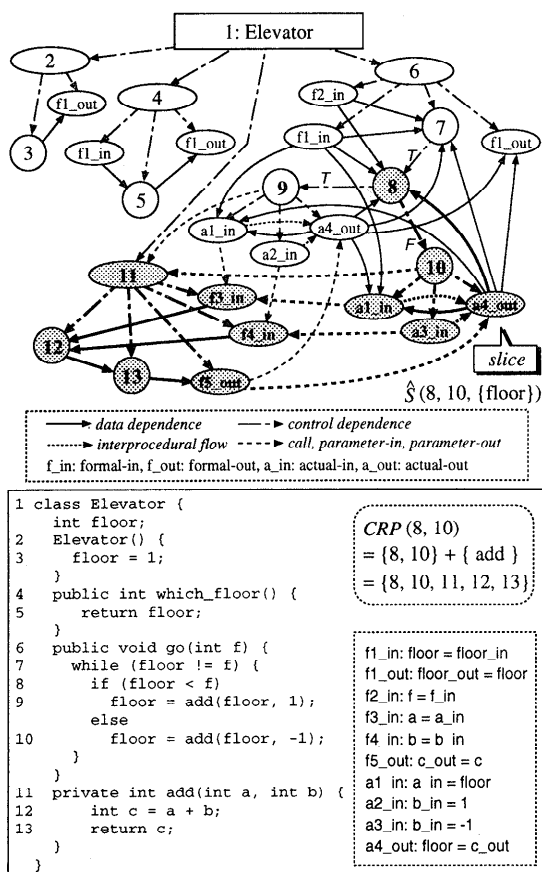 1: Elevator
2
6
f1_out
4
f2_in
3
f1_in
f1_out
f1_in
7
f1_out
5
T
9
T
8
a1_in
a4_out
F
a2_in
10
11
f3_in
a1_in
a4_out
f4_in
a3_in
12
13
f5_out
slice
Ŝ (8, 10, {floor})
data dependence
control dependence
interprocedural flow
call, parameter-in, parameter-out
f_in: formal-in, f_out: formal-out, a_in: actual-in, a_out: actual-out
1 class Elevator {
int floor;
2 Elevator() {
3 floor = 1;
}
4 public int which_floor() {
5 return floor;
}
6 public void go(int f) {
7 while (floor != f) {
8 if (floor < f)
9 floor = add(floor, 1);
else
10 floor = add(floor, -1);
}
}
11 private int add(int a, int b) {
12 int c = a + b;
13 return c;
}
}
CRP (8, 10)
= {8, 10} + { add }
= {8, 10, 11, 12, 13}
f1_in: floor = floor_in
f1_out: floor_out = floor
f2_in: f = f_in
f3_in: a = a_in
f4 in: b = b in
f5_out: c_out = c
a1 in: a in = floor
a2_in: b_in = 1
a3_in: b_in = -1
a4_out: floor = c_out